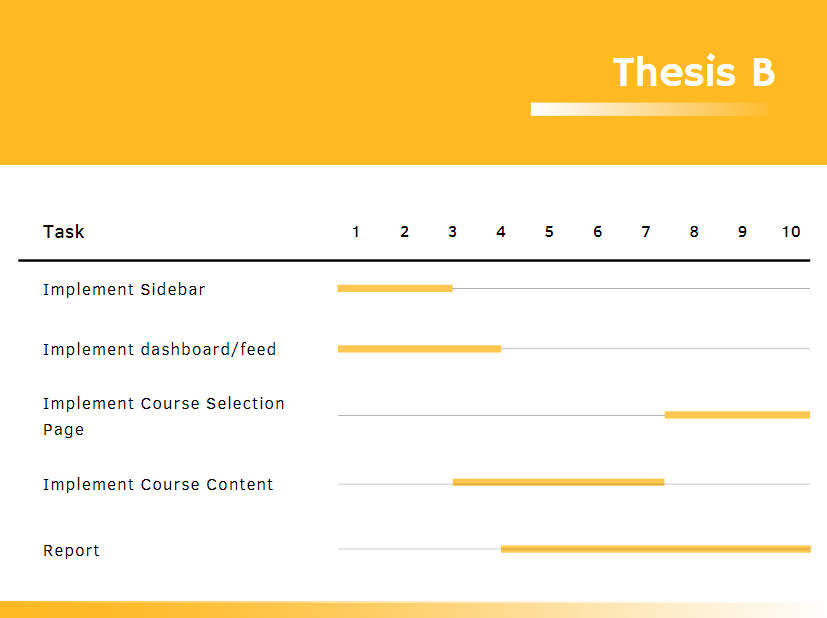 Thesis B
Task 1 2 3 4 5 6 7 8 9 10
Implement Sidebar
Implement dashboard/feed
Implement Course Selection
Page
Implement Course Content
Report